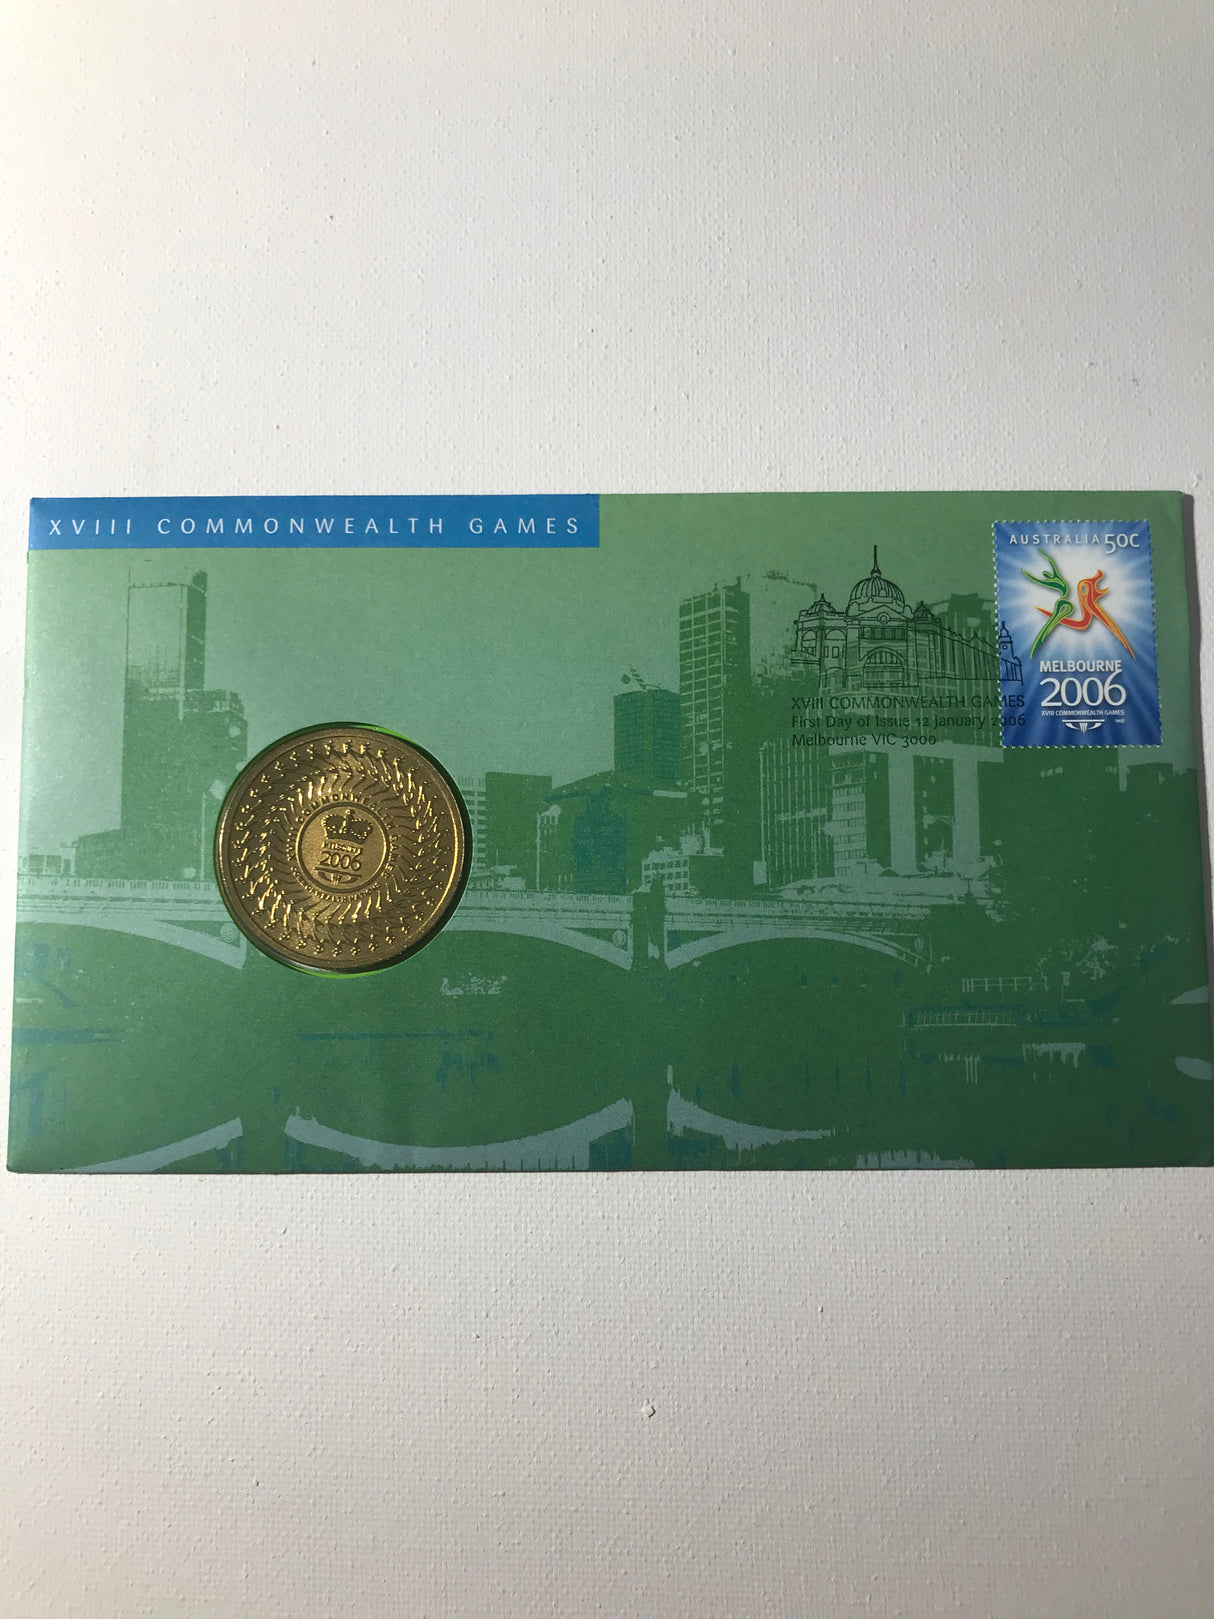 XVIII COMMONWEALTH GAMES
AUSTRALIA 50c
MELBOURNE
2006
XVIII COMMONWEALTH GAMES
XVIII COMMONWEALTH GAMES
First Day of Issue 12 January 2006
Melbourne VIC 3000
2006